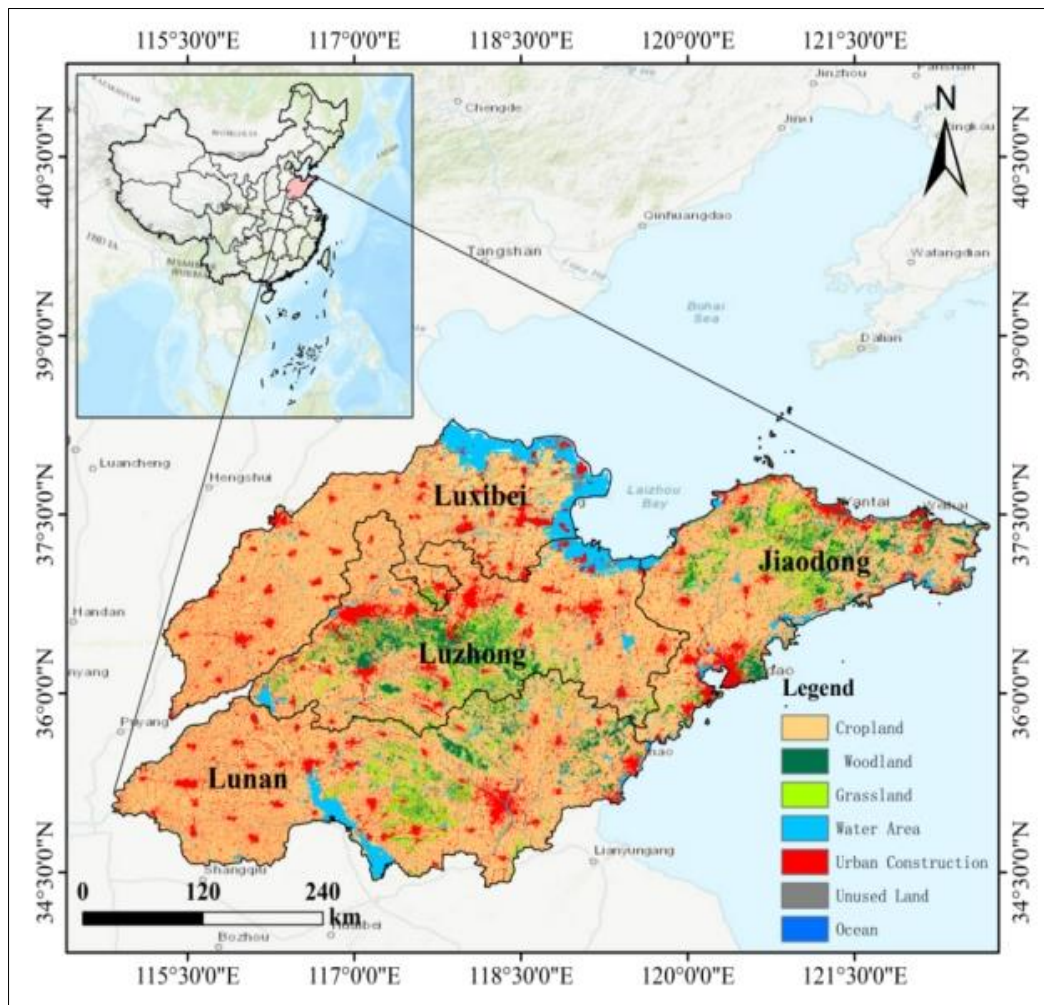 115°30'0"E 117°0'0"E 118°30'0"E 120°0'0"E 121°30'0"E
N
40°30'0"N
39°0'0"N
37°30'0"N
36°0'0"N
34°30'0"N
40°30'0"N
39°0'0"N
37°30'0"N
36°0'0"N
34°30'0"N
Chengde
Jinzhou
Jinxi
Qinhuangdao
Tangshan
Wafangdian
Bohai
Sea
Dalian
Luancheng
Hengshui
Luxibei
Laizhou
Bay
Yantai
Weihai
Jiaodong
Handan
Luzhong
Puyang
Lunan
Lianyungang
Shangqiu
Bozhou
Legend
Cropland
Woodland
Grassland
Water Area
Urban Construction
Unused Land
Ocean
0 120 240
km
115°30'0"E 117°0'0"E 118°30'0"E 120°0'0"E 121°30'0"E